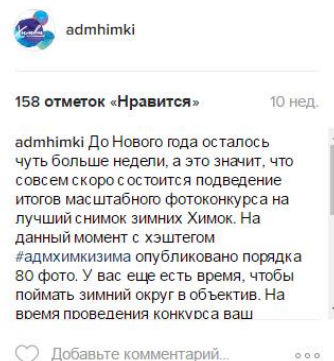 Химки
admhimki
158 отметок «Нравится» 10 нед.
admhimki До Нового года осталось
чуть больше недели, а это значит, что
совсем скоро состоится подведение
итогов масштабного фотоконкурса на
лучший снимок зимних Химок. На
данный момент с хэштегом
#адмхимкизима опубликовано порядка
80 фото. У вас еще есть время, чтобы
поймать зимний округ в объектив. На
время проведения конкурса ваш
Добавьте комментарий...